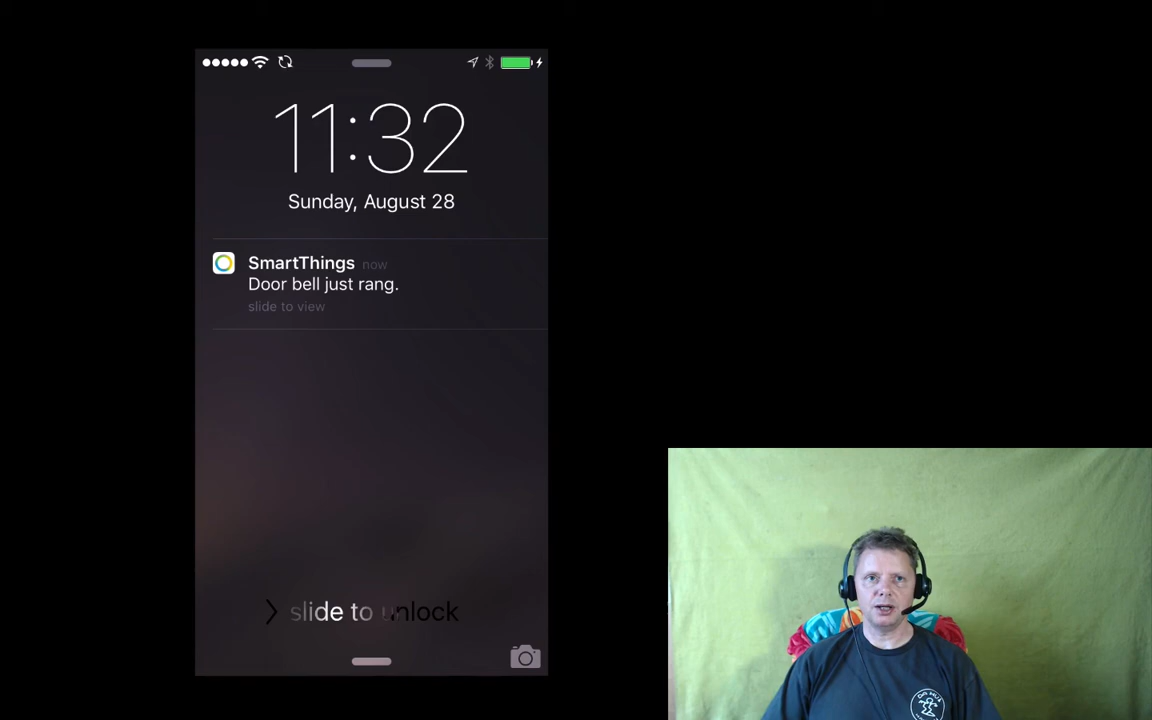 11:32
Sunday, August 28
SmartThings now
Door bell just rang.
slide to view
slide to unlock